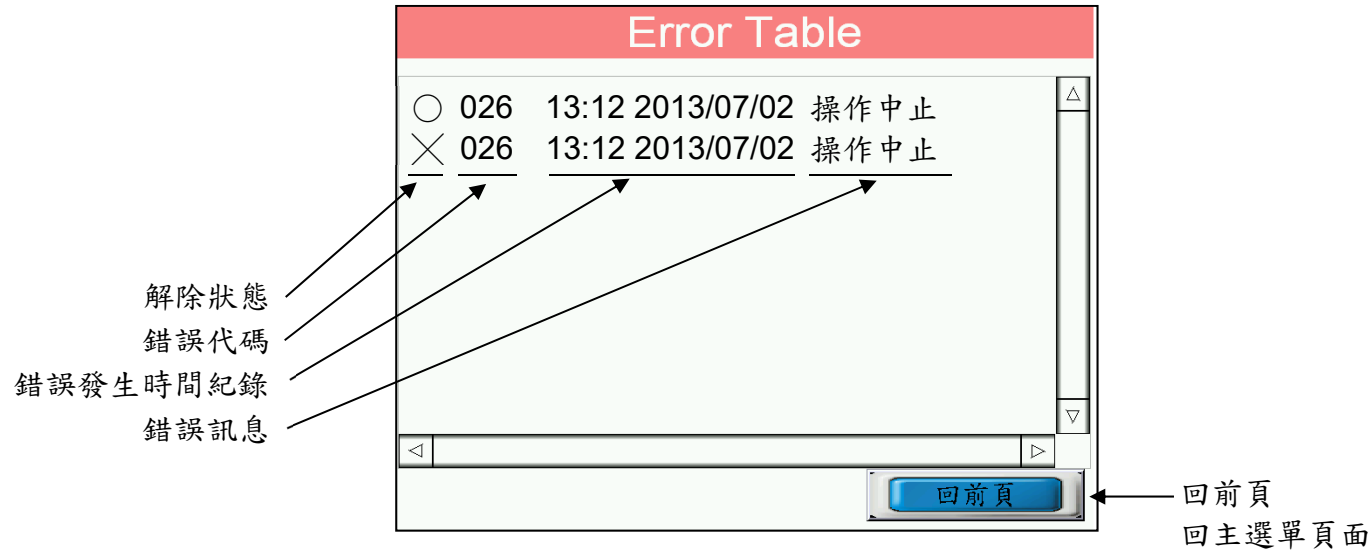 Error Table
○ 026 13:12 2013/07/02 操作中止
╳ 026 13:12 2013/07/02 操作中止
解除狀態
錯誤代碼
錯誤發生時間紀錄
錯誤訊息
回前頁
回前頁
回主選單頁面